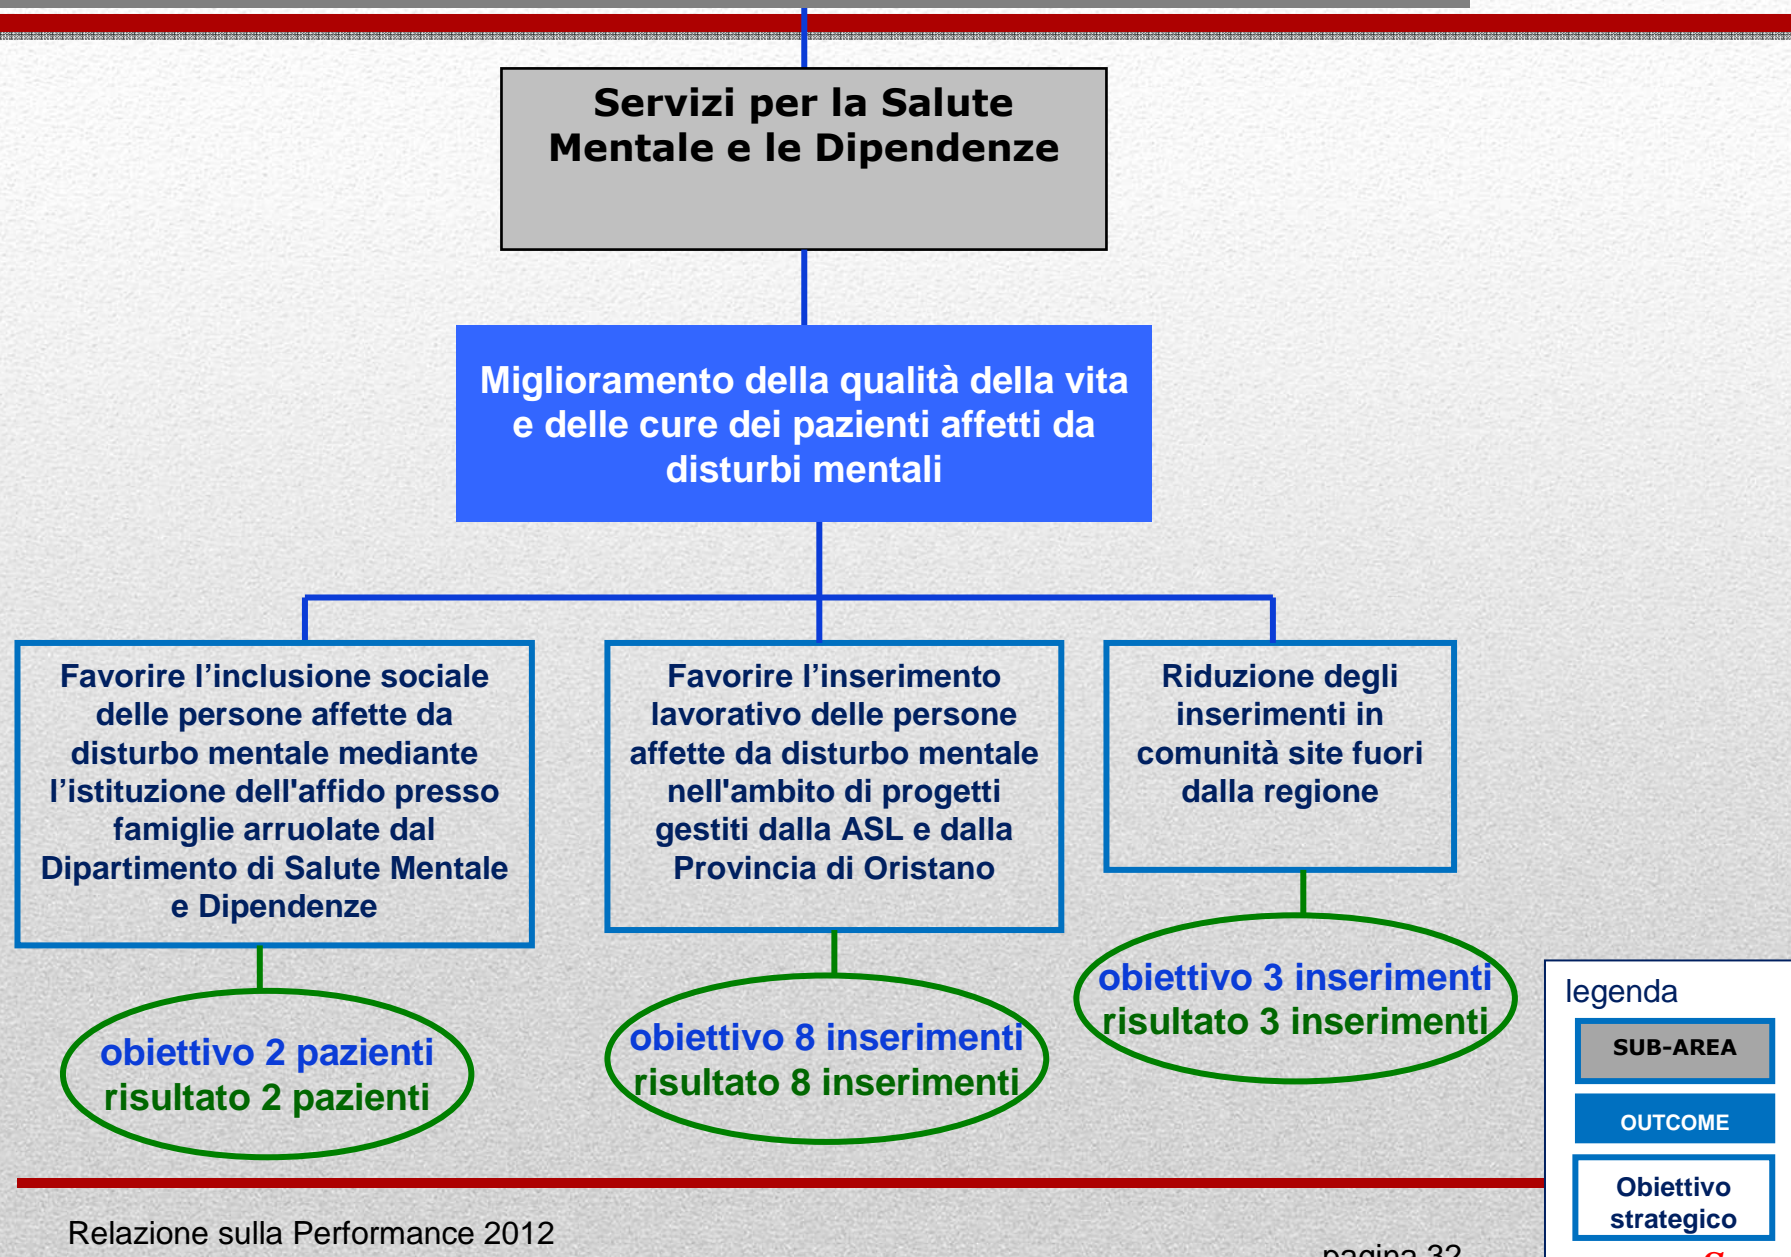 Servizi per la Salute
Mentale e le Dipendenze
Miglioramento della qualità della vita
e delle cure dei pazienti affetti da
disturbi mentali
Favorire l’inclusione sociale
delle persone affette da
disturbo mentale mediante
l’istituzione dell'affido presso
famiglie arruolate dal
Dipartimento di Salute Mentale
e Dipendenze
Favorire l’inserimento
lavorativo delle persone
affette da disturbo mentale
nell'ambito di progetti
gestiti dalla ASL e dalla
Provincia di Oristano
Riduzione degli
inserimenti in
comunità site fuori
dalla regione
obiettivo 2 pazienti
risultato 2 pazienti
obiettivo 8 inserimenti
risultato 8 inserimenti
obiettivo 3 inserimenti
risultato 3 inserimenti
legenda
SUB-AREA
OUTCOME
Obiettivo
strategico
Relazione sulla Performance 2012
pagina 32